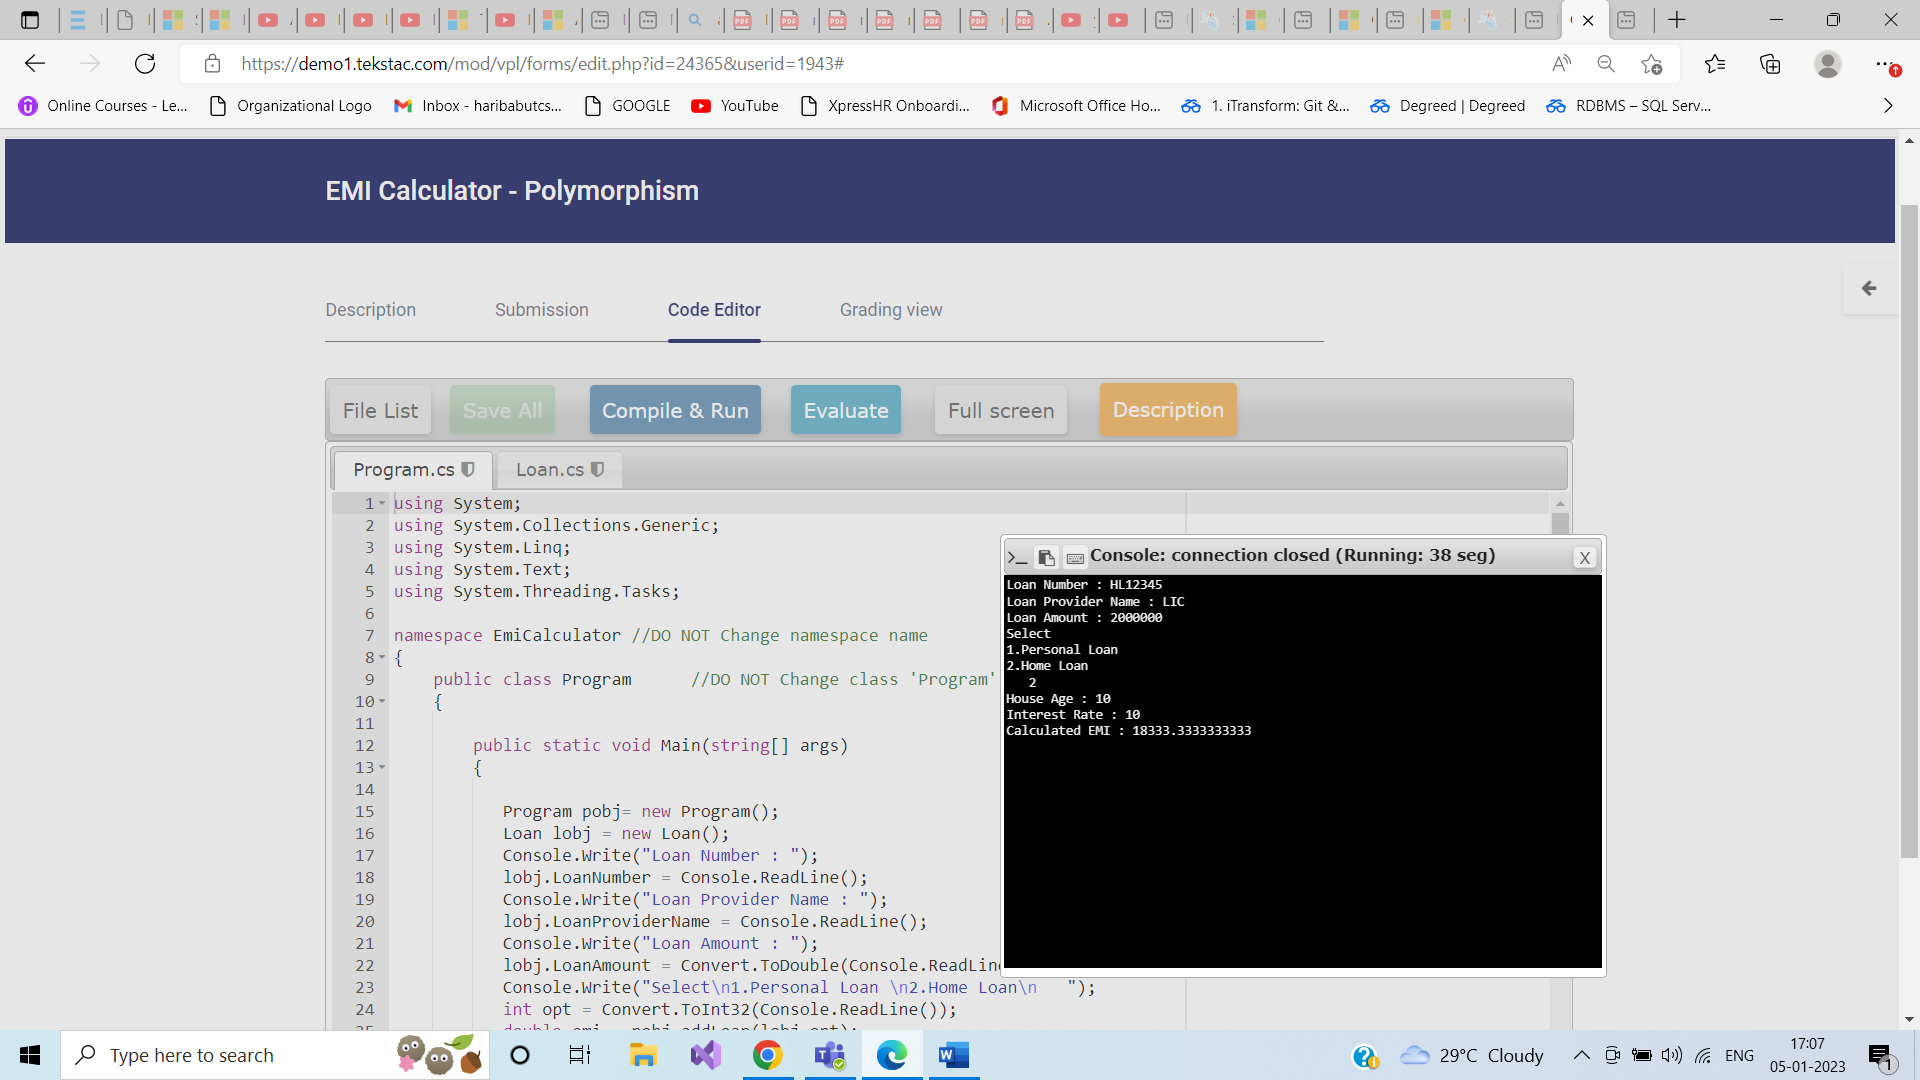 https://demo1.tekstac.com/mod/vpl/forms/edit.php?id=24365&userid=1943#
Online Courses - Le...
Organizational Logo
Inbox - haribabutcs...
GOOGLE
YouTube
XpressHR Onboardi...
Microsoft Office Ho...
1. iTransform: Git &...
Degreed | Degreed
RDBMS – SQL Serv...
EMI Calculator - Polymorphism
Description
Submission
Code Editor
Grading view
File List
Save All
Compile & Run
Evaluate
Full screen
Description
Program.cs
Loan.cs
1 using System;
2 using System.Collections.Generic;
3 using System.Linq;
4 using System.Text;
5 using System.Threading.Tasks;
6
7 namespace EmiCalculator //DO NOT Change namespace name
8 {
9 public class Program //DO NOT Change class 'Program'
10 {
11
12 public static void Main(string[] args)
13 {
14
15 Program pobj= new Program();
16 Loan lobj = new Loan();
17 Console.Write("Loan Number : ");
18 lobj.LoanNumber = Console.ReadLine();
19 Console.Write("Loan Provider Name : ");
20 lobj.LoanProviderName = Console.ReadLine();
21 Console.Write("Loan Amount : ");
22 lobj.LoanAmount = Convert.ToDouble(Console.ReadLin
23 Console.Write("Select\n1.Personal Loan \n2.Home Loan\n   ");
24 int opt = Convert.ToInt32(Console.ReadLine());
Console: connection closed (Running: 38 seg)
X
Loan Number : HL12345
Loan Provider Name : LIC
Loan Amount : 2000000
Select
1.Personal Loan
2.Home Loan
2
House Age : 10
Interest Rate : 10
Calculated EMI : 18333.3333333333
Type here to search
29°C Cloudy
ENG
17:07
05-01-2023
1